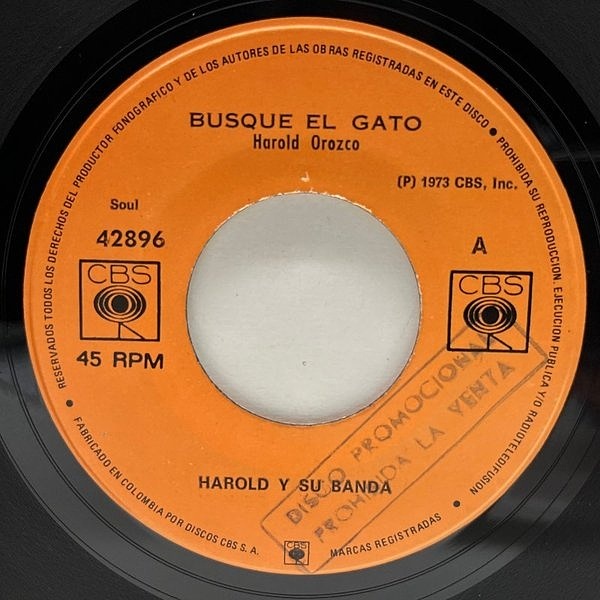 RESERVADOS TODOS LOS DERECHOS DEL PRODUCTOR FONOGRAFICO Y DE LOS AUTORES DE LAS OBRAS REGISTRADAS EN ESTE DISCO • PROHIBIDA SU REPRODUCCION. EJECUCION PUBLICA Y/O RADIOTELEDIFUSION
BUSQUE EL GATO
Harold Orozco
(P) 1973 CBS, Inc.
Soul
42896
A
CBS
CBS
45 RPM
DISCO PROMOCIONAL
PROHIBIDA LA VENTA
HAROLD Y SU BANDA
• FABRICADO EN COLOMBIA POR DISCOS CBS S. A.
CBS
MARCAS REGISTRADAS •